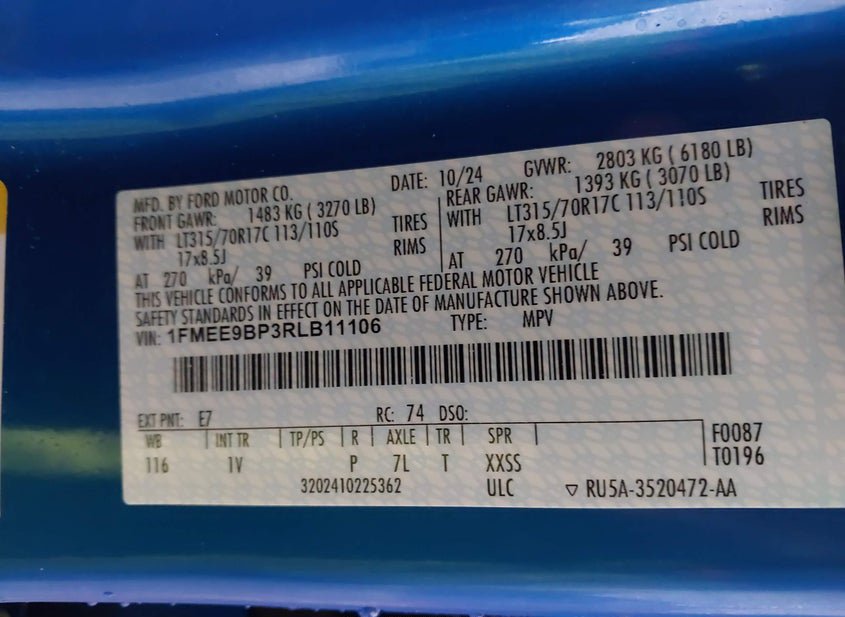 MFD. BY FORD MOTOR CO. DATE: 10/24 GVWR: 2803 KG ( 6180 LB)
FRONT GAWR: 1483 KG ( 3270 LB) REAR GAWR: 1393 KG ( 3070 LB)
WITH LT315/70R17C 113/110S TIRES WITH LT315/70R17C 113/110S TIRES
17x8.5J RIMS 17x8.5J RIMS
AT 270 kPa/ 39 PSI COLD AT 270 kPa/ 39 PSI COLD
THIS VEHICLE CONFORMS TO ALL APPLICABLE FEDERAL MOTOR VEHICLE
SAFETY STANDARDS IN EFFECT ON THE DATE OF MANUFACTURE SHOWN ABOVE.
VIN: 1FMEE9BP3RLB11106 TYPE: MPV
EXT PNT: E7 RC: 74 DSO:
WB INT TR TP/PS R AXLE TR SPR F0087
116 1V P 7L T XXSS T0196
3202410225362 ULC ▽ RU5A-3520472-AA